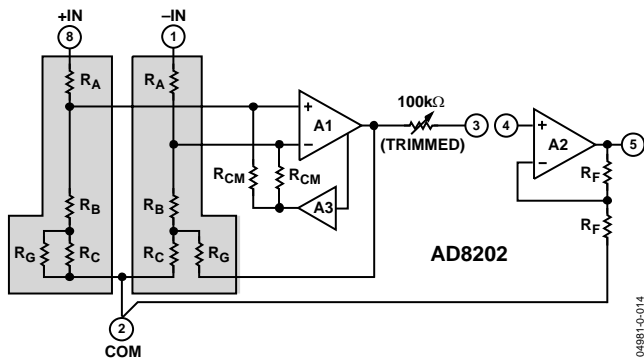 +IN
–IN
8
1
RA
RA
100kΩ
+
A1
–
3
4
+
A2
–
5
(TRIMMED)
RCM
RCM
RF
A3
RB
RB
RF
RG
RC
RC
RG
AD8202
2
COM
04981-0-014